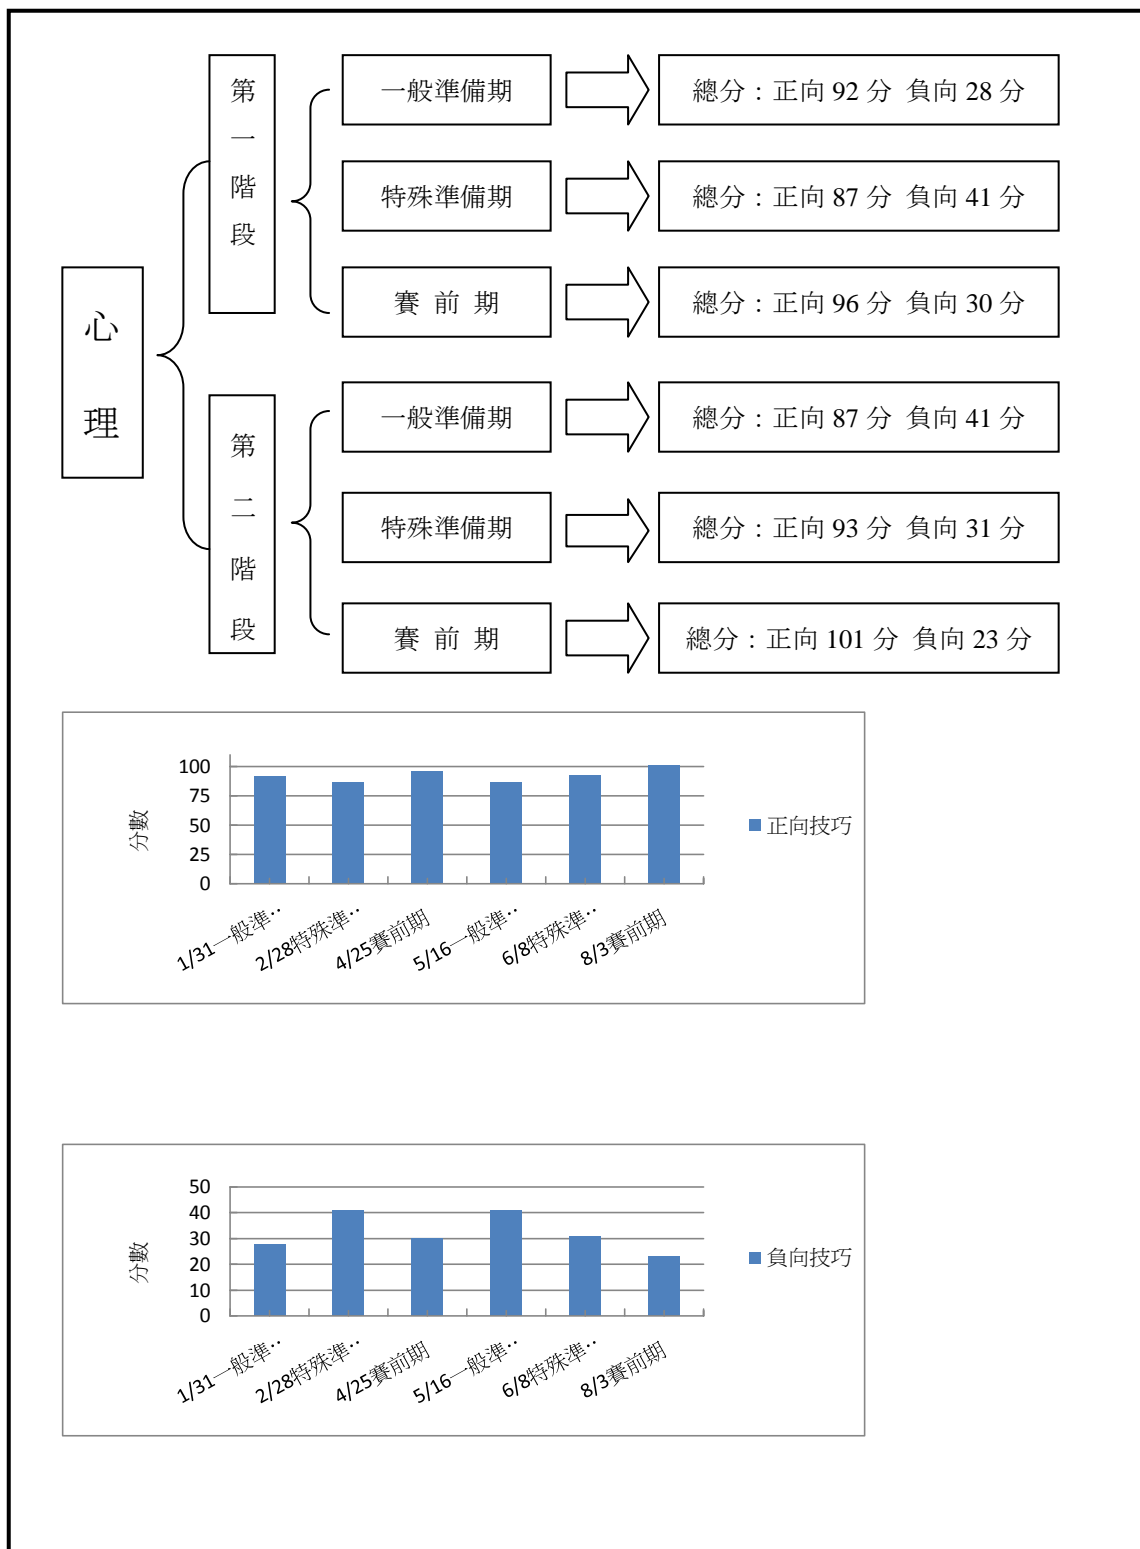 心理
第一階段
一般準備期
總分：正向 92 分 負向 28 分
特殊準備期
總分：正向 87 分 負向 41 分
賽 前 期
總分：正向 96 分 負向 30 分
第二階段
一般準備期
總分：正向 87 分 負向 41 分
特殊準備期
總分：正向 93 分 負向 31 分
賽 前 期
總分：正向 101 分 負向 23 分
分數
100
75
50
25
0
1/31一般準‥
2/28特殊準‥
4/25賽前期
5/16一般準‥
6/8特殊準‥
8/3賽前期
正向技巧
分數
50
40
30
20
10
0
1/31一般準‥
2/28特殊準‥
4/25賽前期
5/16一般準‥
6/8特殊準‥
8/3賽前期
負向技巧